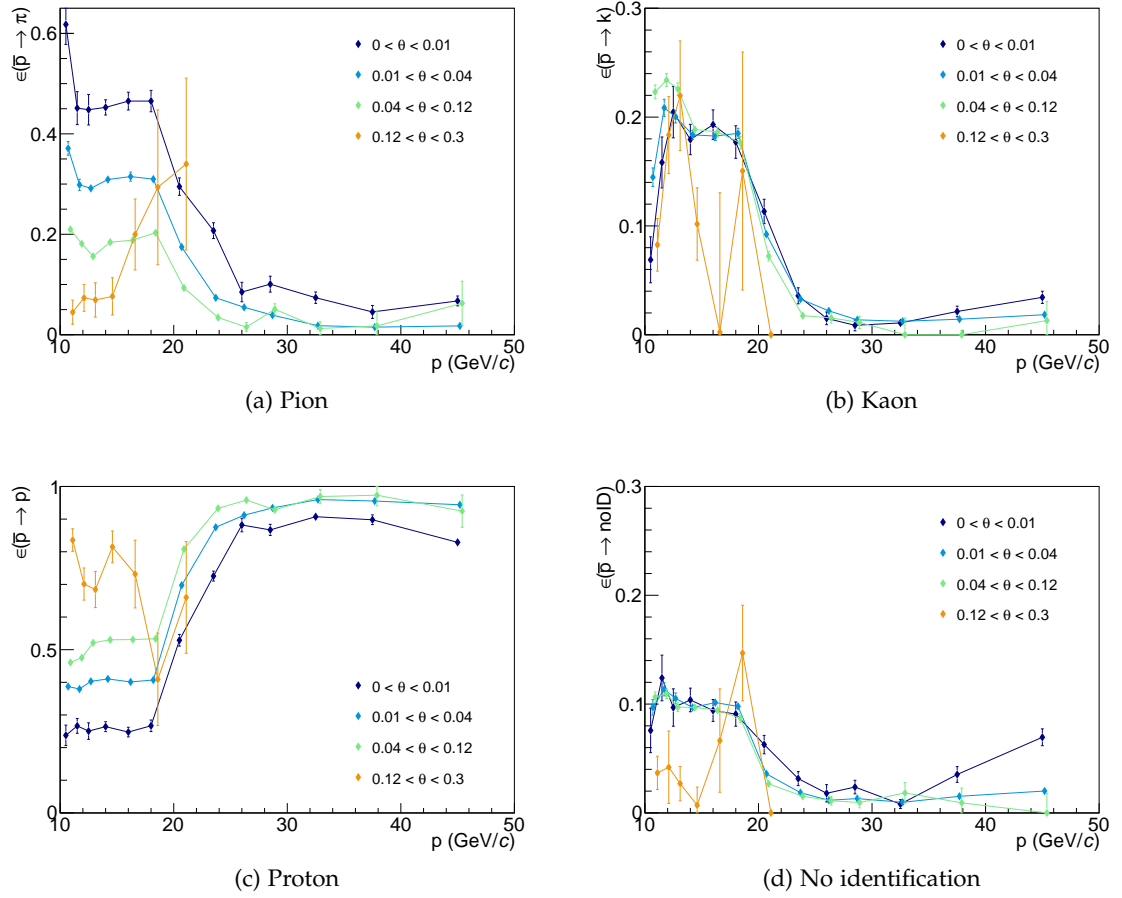 ∈(p̅ → π)
0.6
0.4
0.2
0
0 < θ < 0.01
0.01 < θ < 0.04
0.04 < θ < 0.12
0.12 < θ < 0.3
10 20 30 40 50
p (GeV/c)
(a) Pion
∈(p̅ → k)
0.3
0.2
0.1
0
0 < θ < 0.01
0.01 < θ < 0.04
0.04 < θ < 0.12
0.12 < θ < 0.3
10 20 30 40 50
p (GeV/c)
(b) Kaon
∈(p̅ → p)
1
0.5
0
0 < θ < 0.01
0.01 < θ < 0.04
0.04 < θ < 0.12
0.12 < θ < 0.3
10 20 30 40 50
p (GeV/c)
(c) Proton
∈(p̅ → noID)
0.3
0.2
0.1
0
0 < θ < 0.01
0.01 < θ < 0.04
0.04 < θ < 0.12
0.12 < θ < 0.3
10 20 30 40 50
p (GeV/c)
(d) No identification